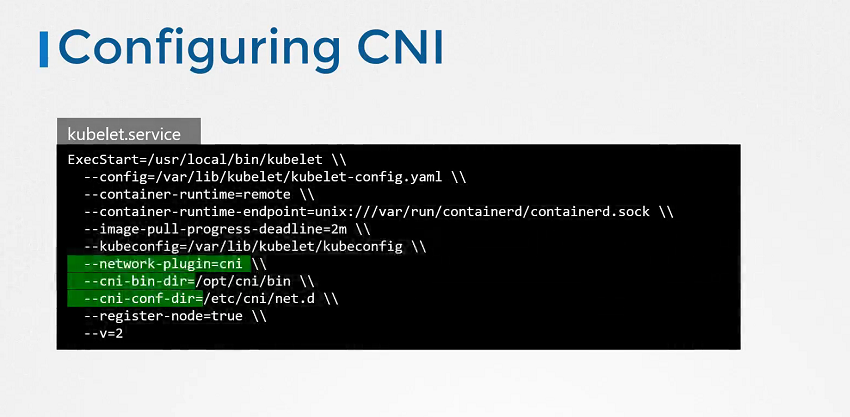 Configuring CNI
kubelet.service
ExecStart=/usr/local/bin/kubelet \\
--config=/var/lib/kubelet/kubelet-config.yaml \\
--container-runtime=remote \\
--container-runtime-endpoint=unix:///var/run/containerd/containerd.sock \\
--image-pull-progress-deadline=2m \\
--kubeconfig=/var/lib/kubelet/kubeconfig \\
--network-plugin=cni \\
--cni-bin-dir=/opt/cni/bin \\
--cni-conf-dir=/etc/cni/net.d \\
--register-node=true \\
--v=2